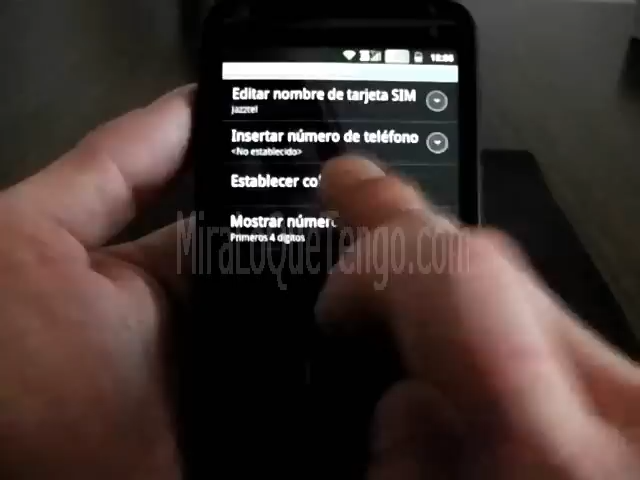 Editar nombre de tarjeta SIM
Jazztel
Insertar número de teléfono
<No establecido>
Establecer co
Mostrar númer
Primeros 4 dígitos
MiraLoQueTengo.com